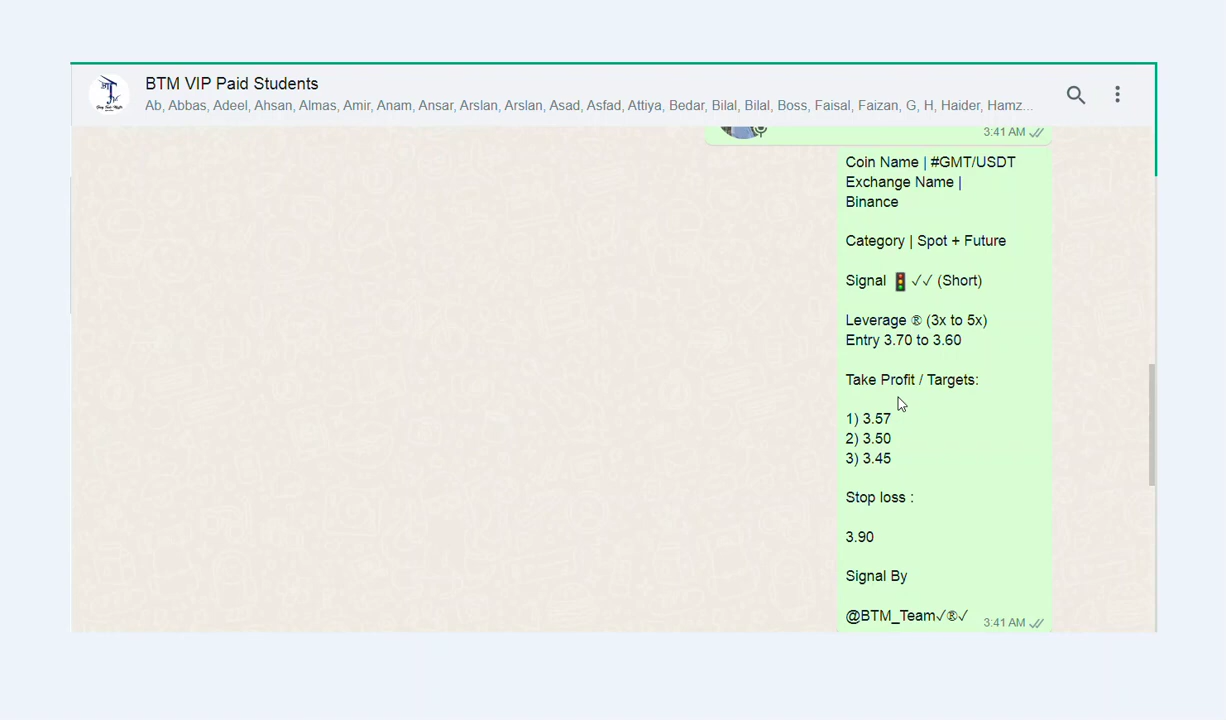 BTM VIP Paid Students
Ab, Abbas, Adeel, Ahsan, Almas, Amir, Anam, Ansar, Arslan, Arslan, Asad, Asfad, Attiya, Bedar, Bilal, Bilal, Boss, Faisal, Faizan, G, H, Haider, Hamz...
3:41 AM
Coin Name | #GMT/USDT
Exchange Name |
Binance
Category | Spot + Future
Signal 🚦 ✓✓ (Short)
Leverage ® (3x to 5x)
Entry 3.70 to 3.60
Take Profit / Targets:
1) 3.57
2) 3.50
3) 3.45
Stop loss :
3.90
Signal By
@BTM_Team✓®✓
3:41 AM